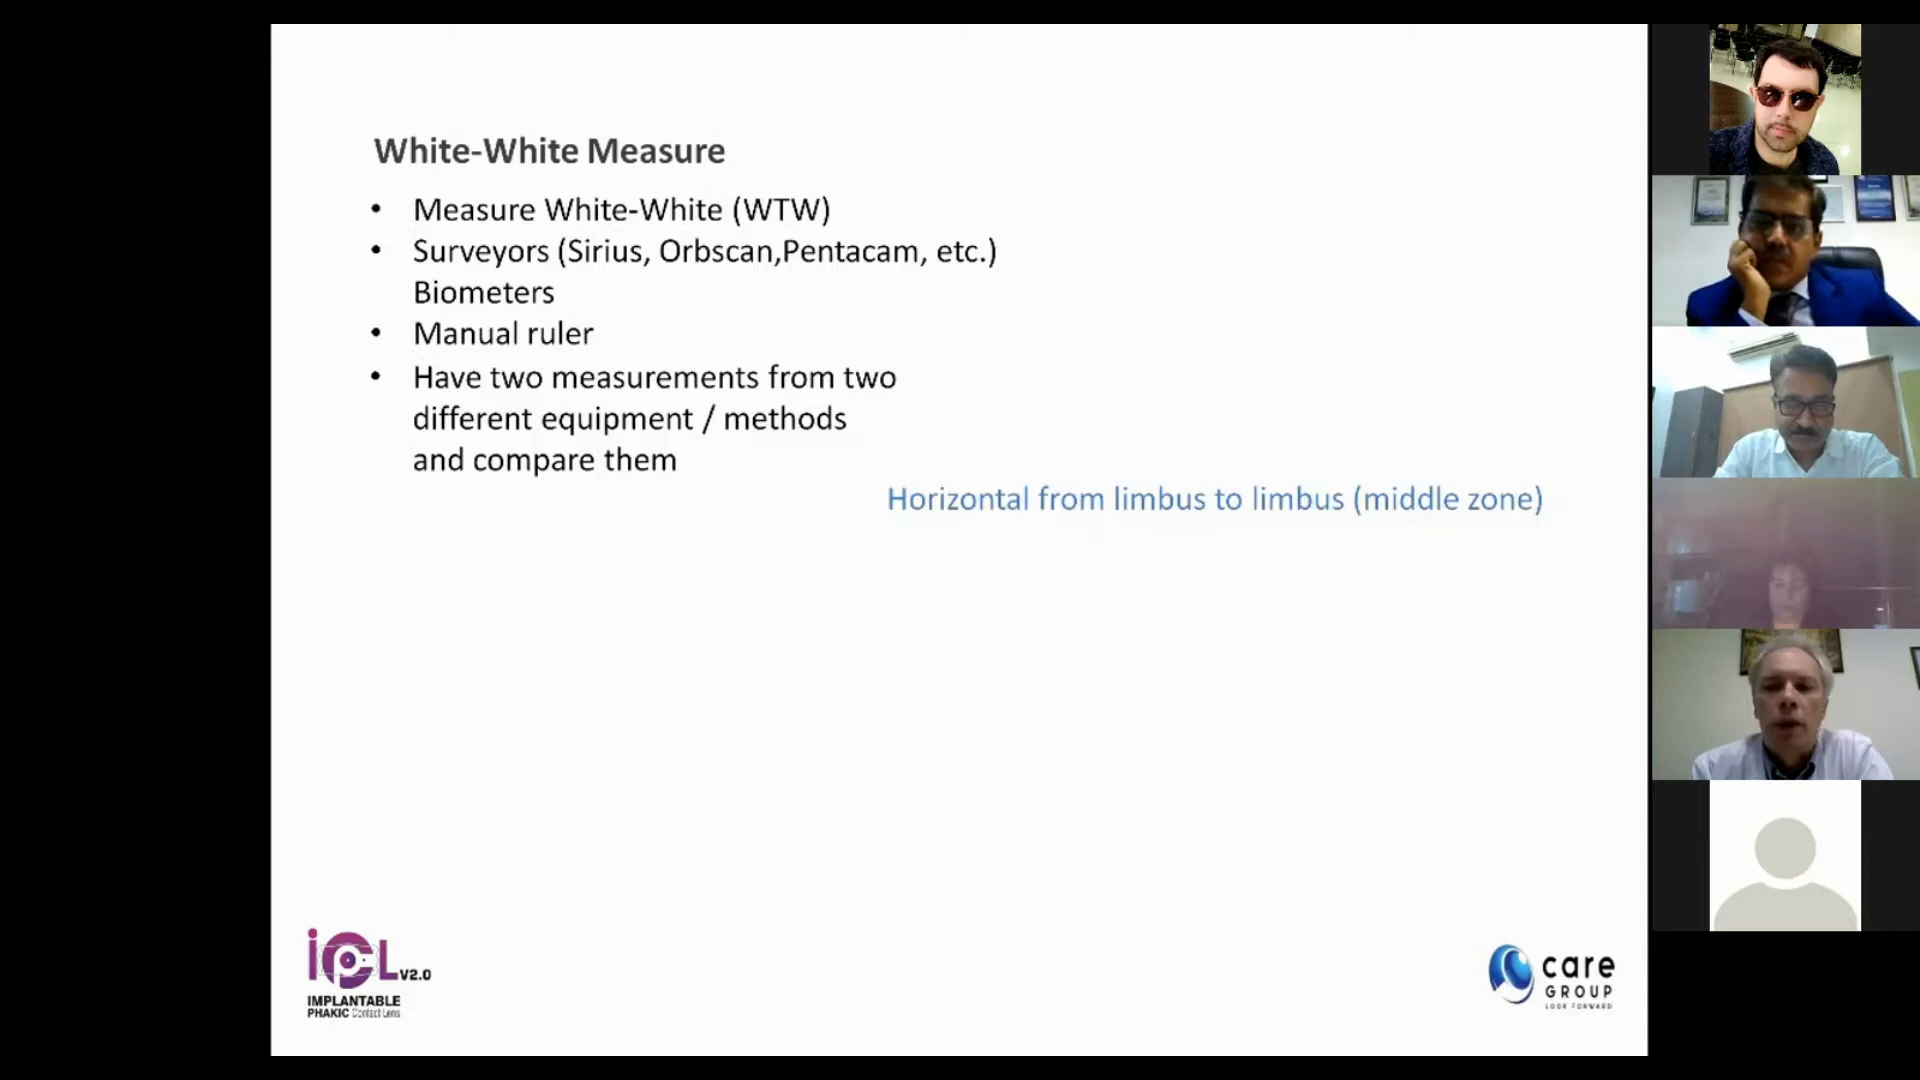 White-White Measure
• Measure White-White (WTW)
• Surveyors (Sirius, Orbscan,Pentacam, etc.)
Biometers
• Manual ruler
• Have two measurements from two
different equipment / methods
and compare them
Horizontal from limbus to limbus (middle zone)
ipcL V2.0
IMPLANTABLE
PHAKIC Contact Lens
care
GROUP
LOOK FORWARD